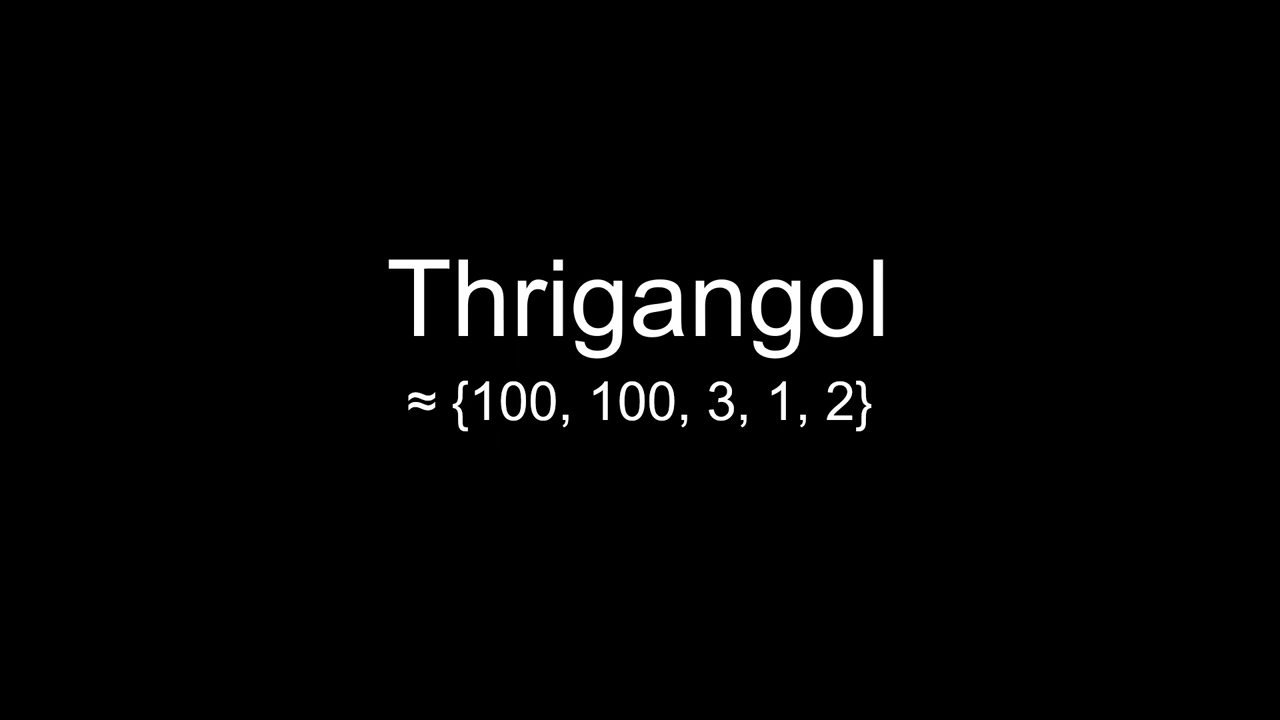 Thrigangol
≈ {100, 100, 3, 1, 2}